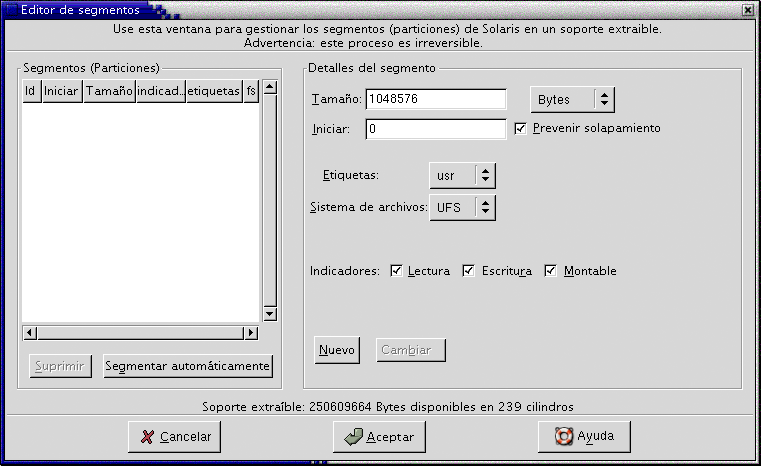 Editor de segmentos
Use esta ventana para gestionar los segmentos (particiones) de Solaris en un soporte extraible.
Advertencia: este proceso es irreversible.
Segmentos (Particiones)
Id Iniciar Tamaño indicad.. etiquetas fs
Suprimir Segmentar automáticamente
Detalles del segmento
Tamaño: 1048576 Bytes
Iniciar: 0 Prevenir solapamiento
Etiquetas: usr
Sistema de archivos: UFS
Indicadores: Lectura Escritura Montable
Nuevo Cambiar
Soporte extraíble: 250609664 Bytes disponibles en 239 cilindros
Cancelar Aceptar Ayuda